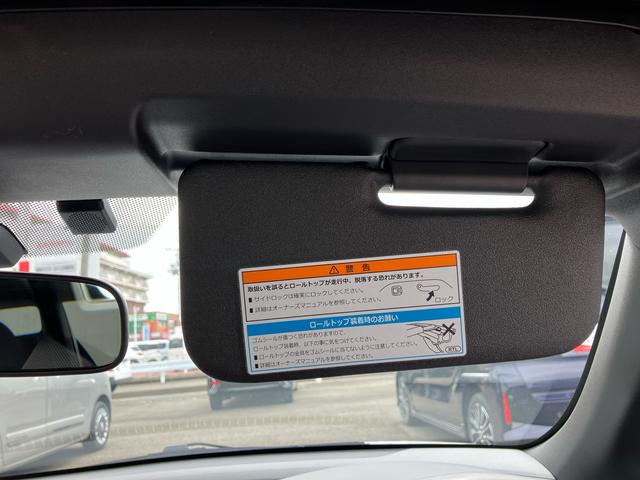 警告
取扱いを誤るとロールトップが走行中、脱落する恐れがあります。
■サイドロックは確実にロックしてください。
■詳細はオーナーズマニュアルを参照してください。
ロック
ロールトップ装着時のお願い
ゴムシールが傷つく恐れがありますので、
ロールトップ装着時、以下の事に気をつけてください。
■ロールトップの金具をゴムシールに当てないように注意してください。
■詳細はオーナーズマニュアルを参照してください。
RTL